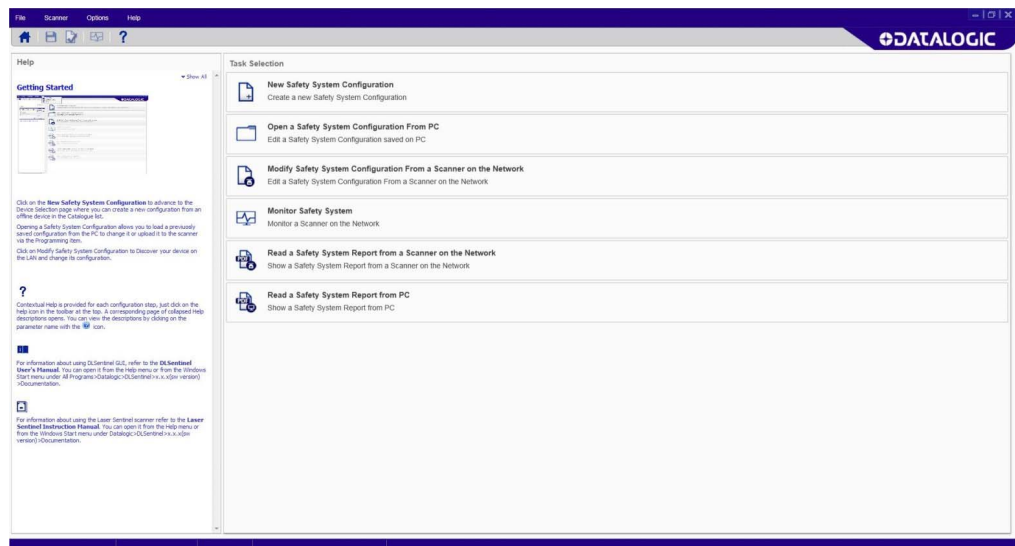 File Scanner Options Help
DATALOGIC
Help
Show All
Getting Started
Click on the New Safety System Configuration to advance to the
Device Selection page where you can create a new configuration from an
offline device in the Catalogue list.
Opening a Safety System Configuration allows you to load a previously
saved configuration from the PC to change it or upload it to the scanner
via the Programming item.
Click on Modify Safety System Configuration to Discover your device on
the LAN and change its configuration.
?
Contextual Help is provided for each configuration step, just click on the
help icon in the toolbar at the top. A corresponding page of collapsed Help
descriptions opens. You can view the descriptions by clicking on the
parameter name with the icon.
For information about using DLSentinel GUI, refer to the DLSentinel
User's Manual. You can open it from the Help menu or from the Windows
Start menu under All Programs>Datalogic>DLSentinel>x.x.x(sw version)
>Documentation.
For information about using the Laser Sentinel scanner refer to the Laser
Sentinel Instruction Manual. You can open it from the Help menu or
from the Windows Start menu under Datalogic>DLSentinel>x.x.x(sw
version)>Documentation.
Task Selection
New Safety System Configuration
Create a new Safety System Configuration
Open a Safety System Configuration From PC
Edit a Safety System Configuration saved on PC
Modify Safety System Configuration From a Scanner on the Network
Edit a Safety System Configuration From a Scanner on the Network
Monitor Safety System
Monitor a Scanner on the Network
Read a Safety System Report from a Scanner on the Network
Show a Safety System Report from a Scanner on the Network
Read a Safety System Report from PC
Show a Safety System Report from PC